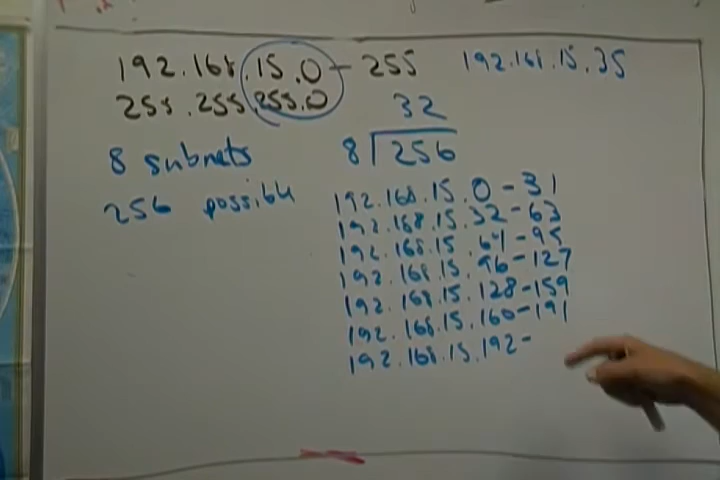 192.168.15.0 - 255
192.168.15.35
255.255.255.0
32
8 subnets
8 256
256 possible
192.168.15.0 - 31
192.168.15.32 - 63
192.168.15.64 - 95
192.168.15.96 - 127
192.168.15.128 - 159
192.168.15.160 - 191
192.168.15.192 -